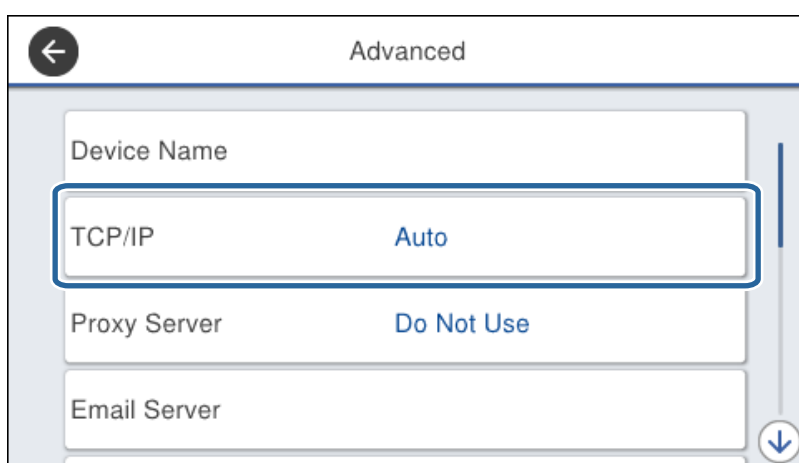 Advanced
Device Name
TCP/IP Auto
Proxy Server Do Not Use
Email Server